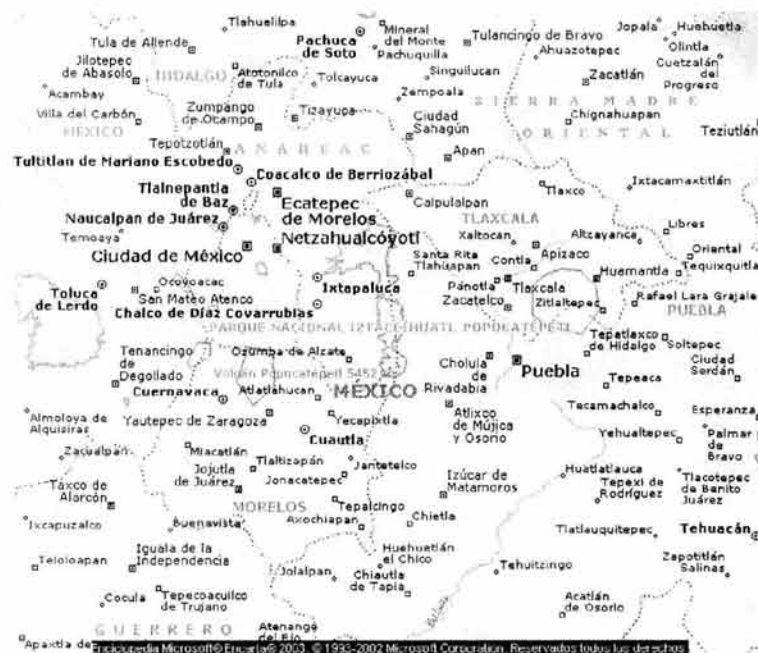 Tlahuelilpa
Pachuca
de Soto
Mineral
del Monte
Pachuquilla
Tulancingo de Bravo
Jopala
Huehuetla
Olintla
Ahuazotepec
Cuetzalán
del
Progreso
Tula de Allende
Jilotepec
de Abasolo
HIDALGO
Atotonilco
de Tula
Tolcayuca
Singuilucan
Zacatlán
Acambay
Zempoala
SIERRA MADRE
ORIENTAL
Villa del Carbón
MÉXICO
Zumpango
de Ocampo
Tizayuca
Ciudad
Sahagún
Chignahuapan
Teziutlán
Tepotzotlán
ANÁHUAC
Apan
Tultitlan de Mariano Escobedo
Coacalco de Berriozábal
Tlalnepantla
de Baz
Ecatepec
de Morelos
Calpulalpan
Tlaxco
Ixtacamaxtitlán
Naucalpan de Juárez
TLAXCALA
Temoaya
Netzahualcóyotl
Xaltocan
Altzayanca
Libres
Ciudad de México
Santa Rita
Tlahuapan
Contla
Apizaco
Oriental
Tequixquitla
Huamantla
Ocoyoacac
Toluca
de Lerdo
San Mateo Atenco
Ixtapaluca
Panotla
Tlaxcala
Zacatelco
Zitlaltepec
Rafael Lara Grajale
PUEBLA
Chalco de Díaz Covarrubias
PARQUE NACIONAL IZTACCIHUATL POPOCATEPETL
Tepatlaxco
de Hidalgo
Soltepec
Tenancingo
de
Degollado
Ozumba de Alzate
Volcán Popocatepetl 5452
Cholula
de
Rivadabia
Puebla
Ciudad
Serdán
Tepeaca
Cuernavaca
Atlatlahucan
MÉXICO
Almoloya de
Alquisiras
Yautepec de Zaragoza
Yecapixtla
Atlixco
de Mújica
y Osorio
Tecamachalco
Esperanza
Cuautla
Yehualtepec
Palmar
de
Bravo
Zacualpan
Miacatlán
Tlaltizapán
Jantetelco
Jojutla
de Juárez
Jonacatepec
Izúcar de
Matamoros
Huatlatlauca
Tepexi de
Rodríguez
Tlacotepec
de Benito
Juárez
Taxco de
Alarcón
MORELOS
Tepalcingo
Ixcapuzalco
Buenavista
Axochiapan
Chietla
Tlatlauquitepec
Tehuacán
Teloloapan
Iguala de la
Independencia
Huehuetlán
el Chico
Jolalpan
Chiautla
de Tapia
Tehuitzingo
Zapotitlán
Salinas
Cocula
Tepecoacuilco
de Trujano
Acatlán
de Osorio
GUERRERO
Atenango
del Río
Apaxtla de
Enciclopedia Microsoft® Encarta® 2003. © 1993-2002 Microsoft Corporation. Reservados todos los derechos.